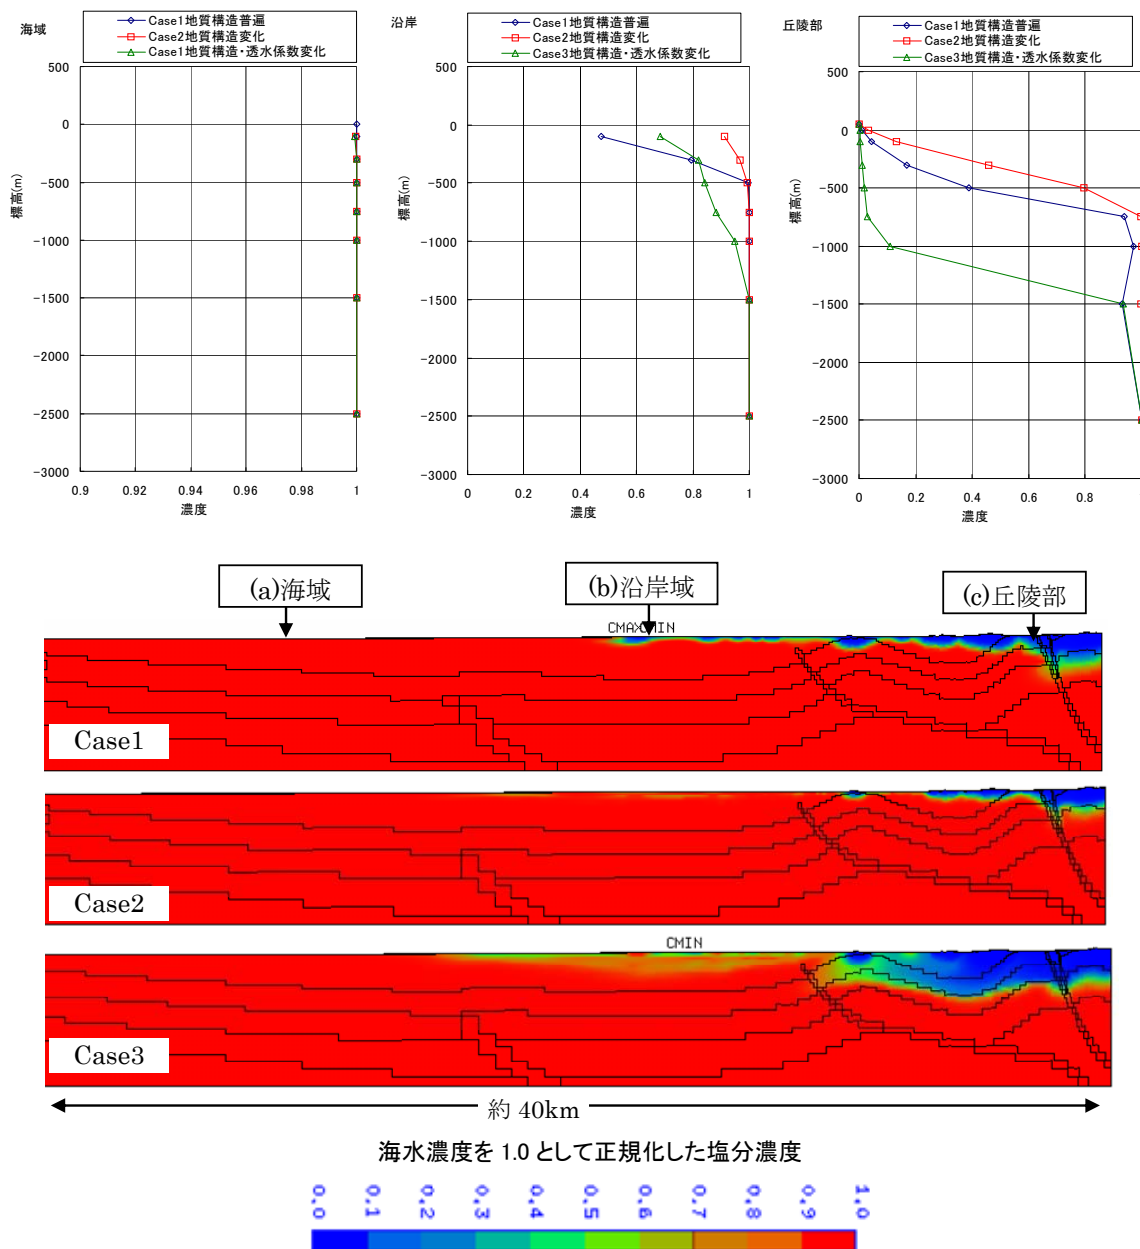 海域
Case1地質構造普遍
Case2地質構造変化
Case1地質構造・透水係数変化
500
0
-500
-1000
-1500
-2000
-2500
-3000
標高(m)
0.9 0.92 0.94 0.96 0.98 1
濃度
沿岸
Case1地質構造普遍
Case2地質構造変化
Case3地質構造・透水係数変化
500
0
-500
-1000
-1500
-2000
-2500
-3000
標高(m)
0 0.2 0.4 0.6 0.8 1
濃度
丘陵部
Case1地質構造普遍
Case2地質構造変化
Case3地質構造・透水係数変化
500
0
-500
-1000
-1500
-2000
-2500
-3000
標高(m)
0 0.2 0.4 0.6 0.8
濃度
(a)海域
(b)沿岸域
(c)丘陵部
Case1
Case2
CMIN
Case3
約 40km
海水濃度を 1.0 として正規化した塩分濃度
0.0 0.1 0.2 0.3 0.4 0.5 0.6 0.7 0.8 0.9 1.0